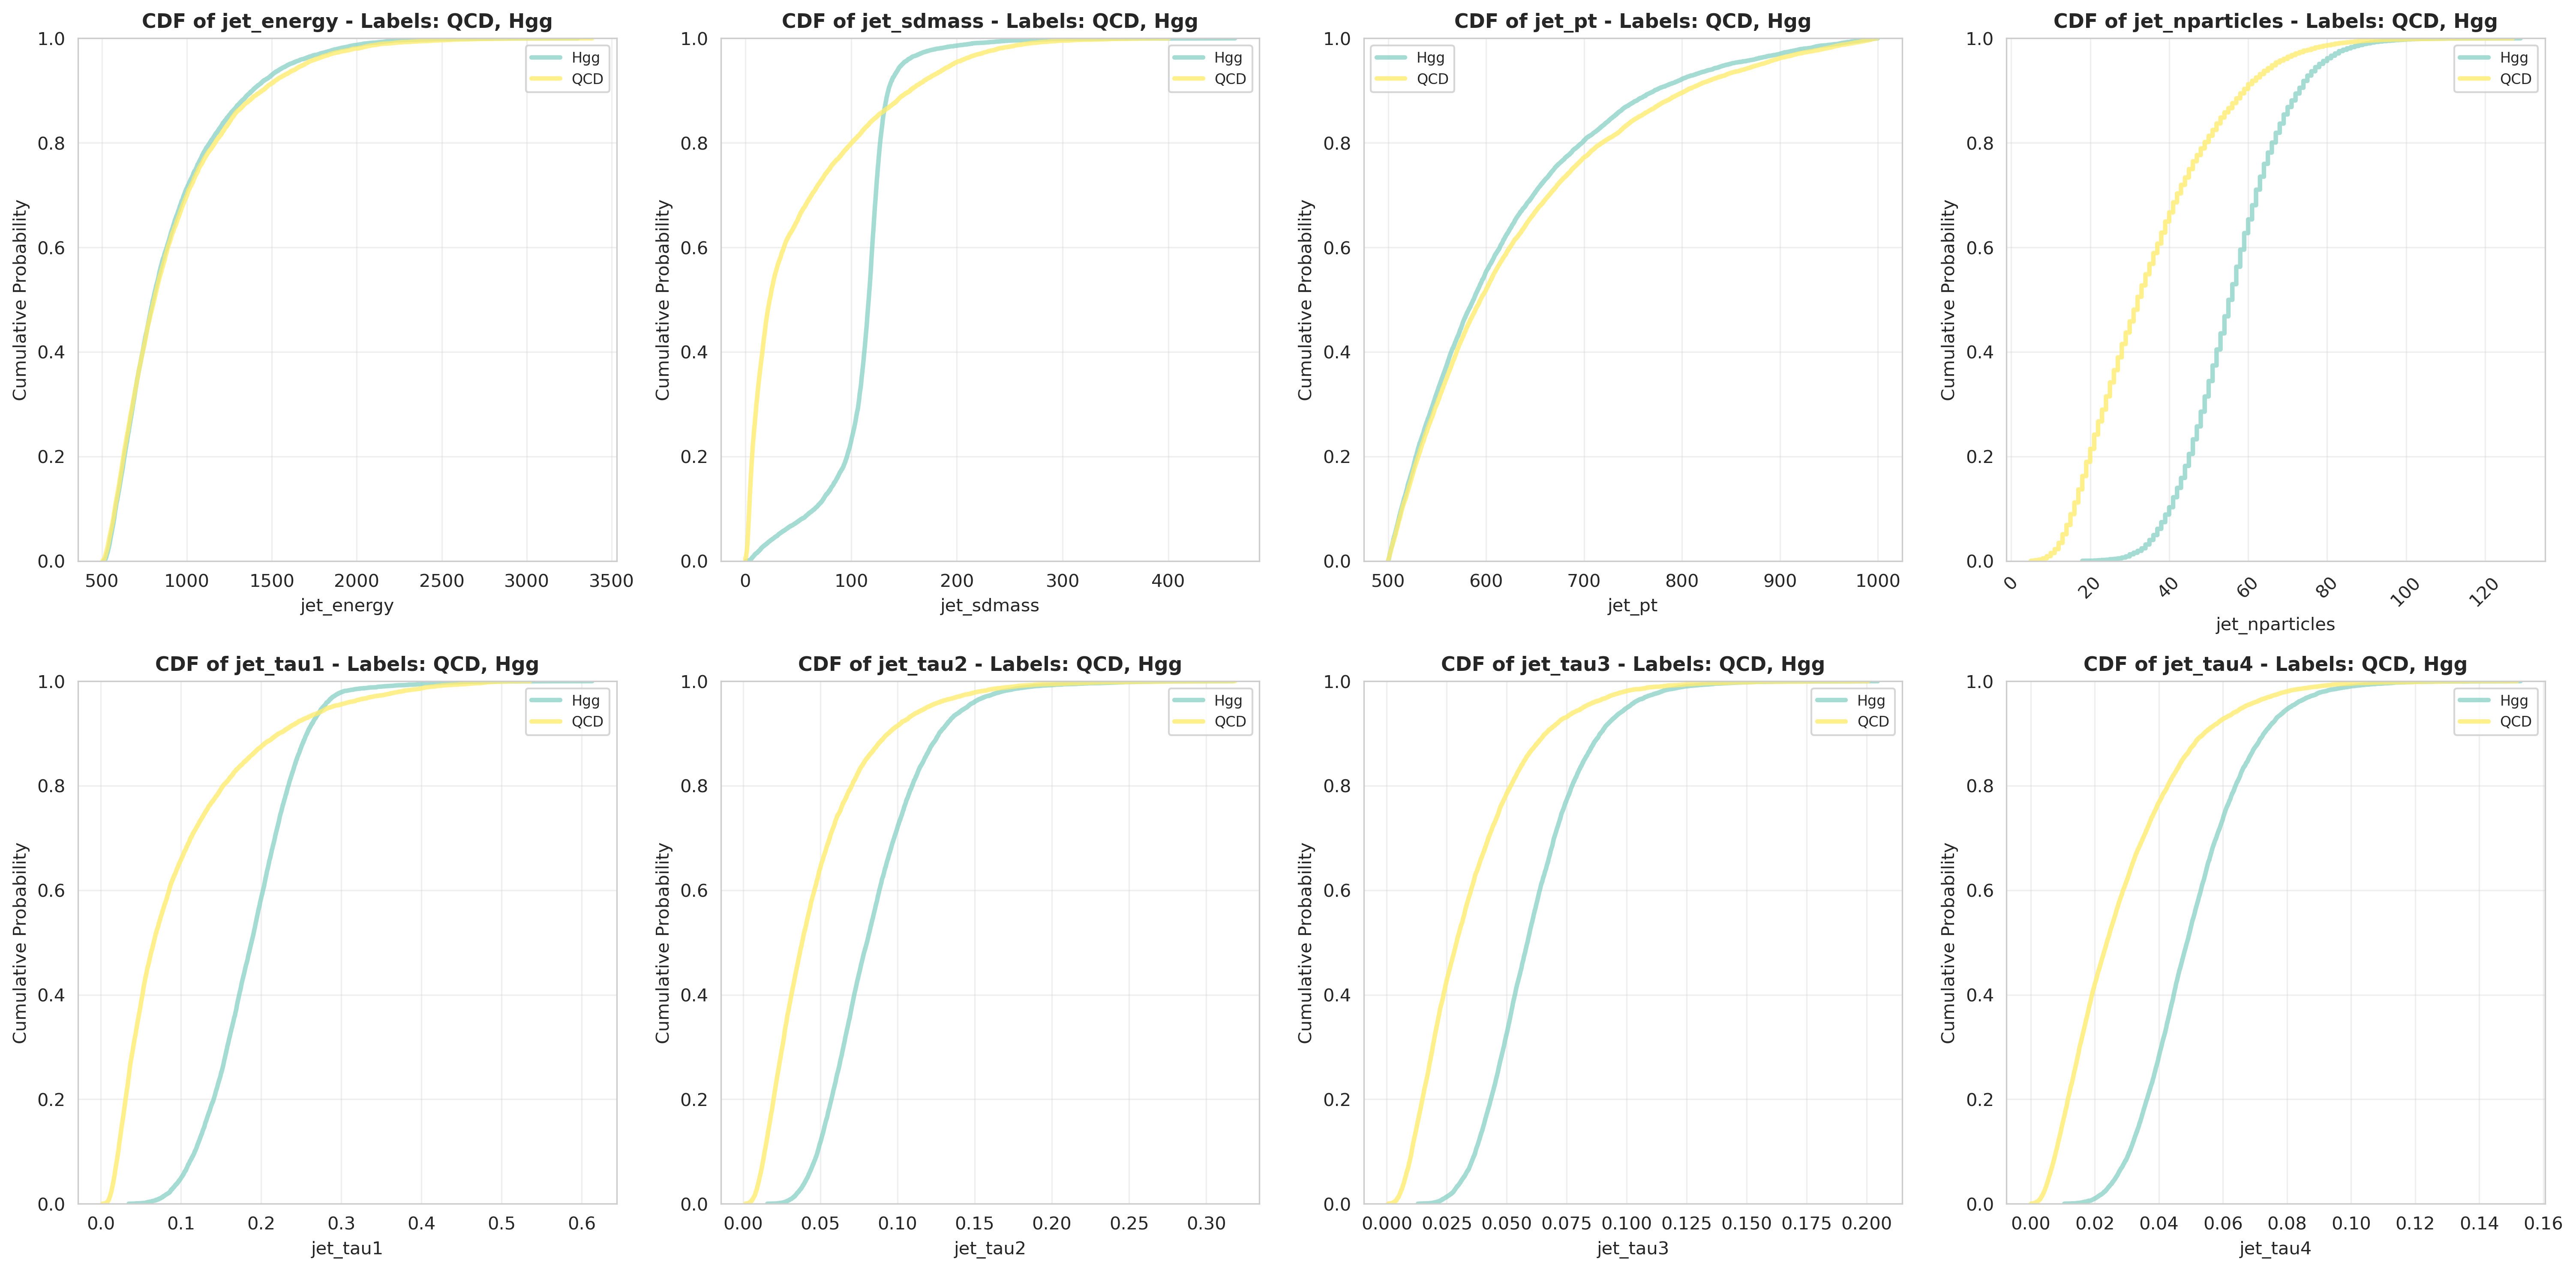 CDF of jet_energy - Labels: QCD, Hgg
Cumulative Probability
1.0
0.8
0.6
0.4
0.2
0.0
Hgg
QCD
500 1000 1500 2000 2500 3000 3500
jet_energy
CDF of jet_sdmass - Labels: QCD, Hgg
Cumulative Probability
1.0
0.8
0.6
0.4
0.2
0.0
Hgg
QCD
0 100 200 300 400
jet_sdmass
CDF of jet_pt - Labels: QCD, Hgg
Cumulative Probability
1.0
0.8
0.6
0.4
0.2
0.0
Hgg
QCD
500 600 700 800 900 1000
jet_pt
CDF of jet_nparticles - Labels: QCD, Hgg
Cumulative Probability
1.0
0.8
0.6
0.4
0.2
0.0
Hgg
QCD
0 20 40 60 80 100 120
jet_nparticles
CDF of jet_tau1 - Labels: QCD, Hgg
Cumulative Probability
1.0
0.8
0.6
0.4
0.2
0.0
Hgg
QCD
0.0 0.1 0.2 0.3 0.4 0.5 0.6
jet_tau1
CDF of jet_tau2 - Labels: QCD, Hgg
Cumulative Probability
1.0
0.8
0.6
0.4
0.2
0.0
Hgg
QCD
0.00 0.05 0.10 0.15 0.20 0.25 0.30
jet_tau2
CDF of jet_tau3 - Labels: QCD, Hgg
Cumulative Probability
1.0
0.8
0.6
0.4
0.2
0.0
Hgg
QCD
0.000 0.025 0.050 0.075 0.100 0.125 0.150 0.175 0.200
jet_tau3
CDF of jet_tau4 - Labels: QCD, Hgg
Cumulative Probability
1.0
0.8
0.6
0.4
0.2
0.0
Hgg
QCD
0.00 0.02 0.04 0.06 0.08 0.10 0.12 0.14 0.16
jet_tau4